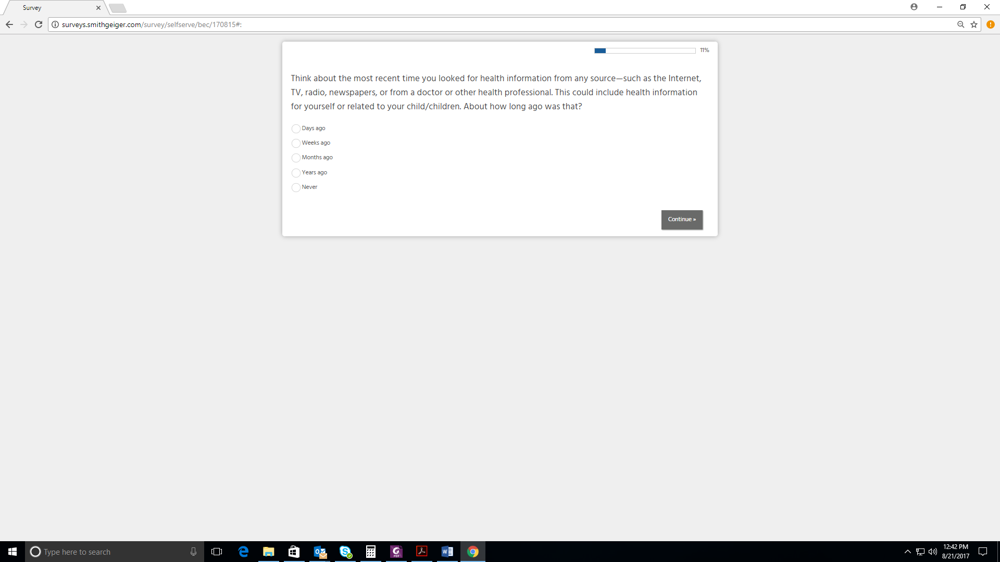 Survey
surveys.smithgeiger.com/survey/selfserve/bec/170815#:
11%
Think about the most recent time you looked for health information from any source—such as the Internet,
TV, radio, newspapers, or from a doctor or other health professional. This could include health information
for yourself or related to your child/children. About how long ago was that?
Days ago
Weeks ago
Months ago
Years ago
Never
Continue »
Type here to search
12:42 PM
8/21/2017